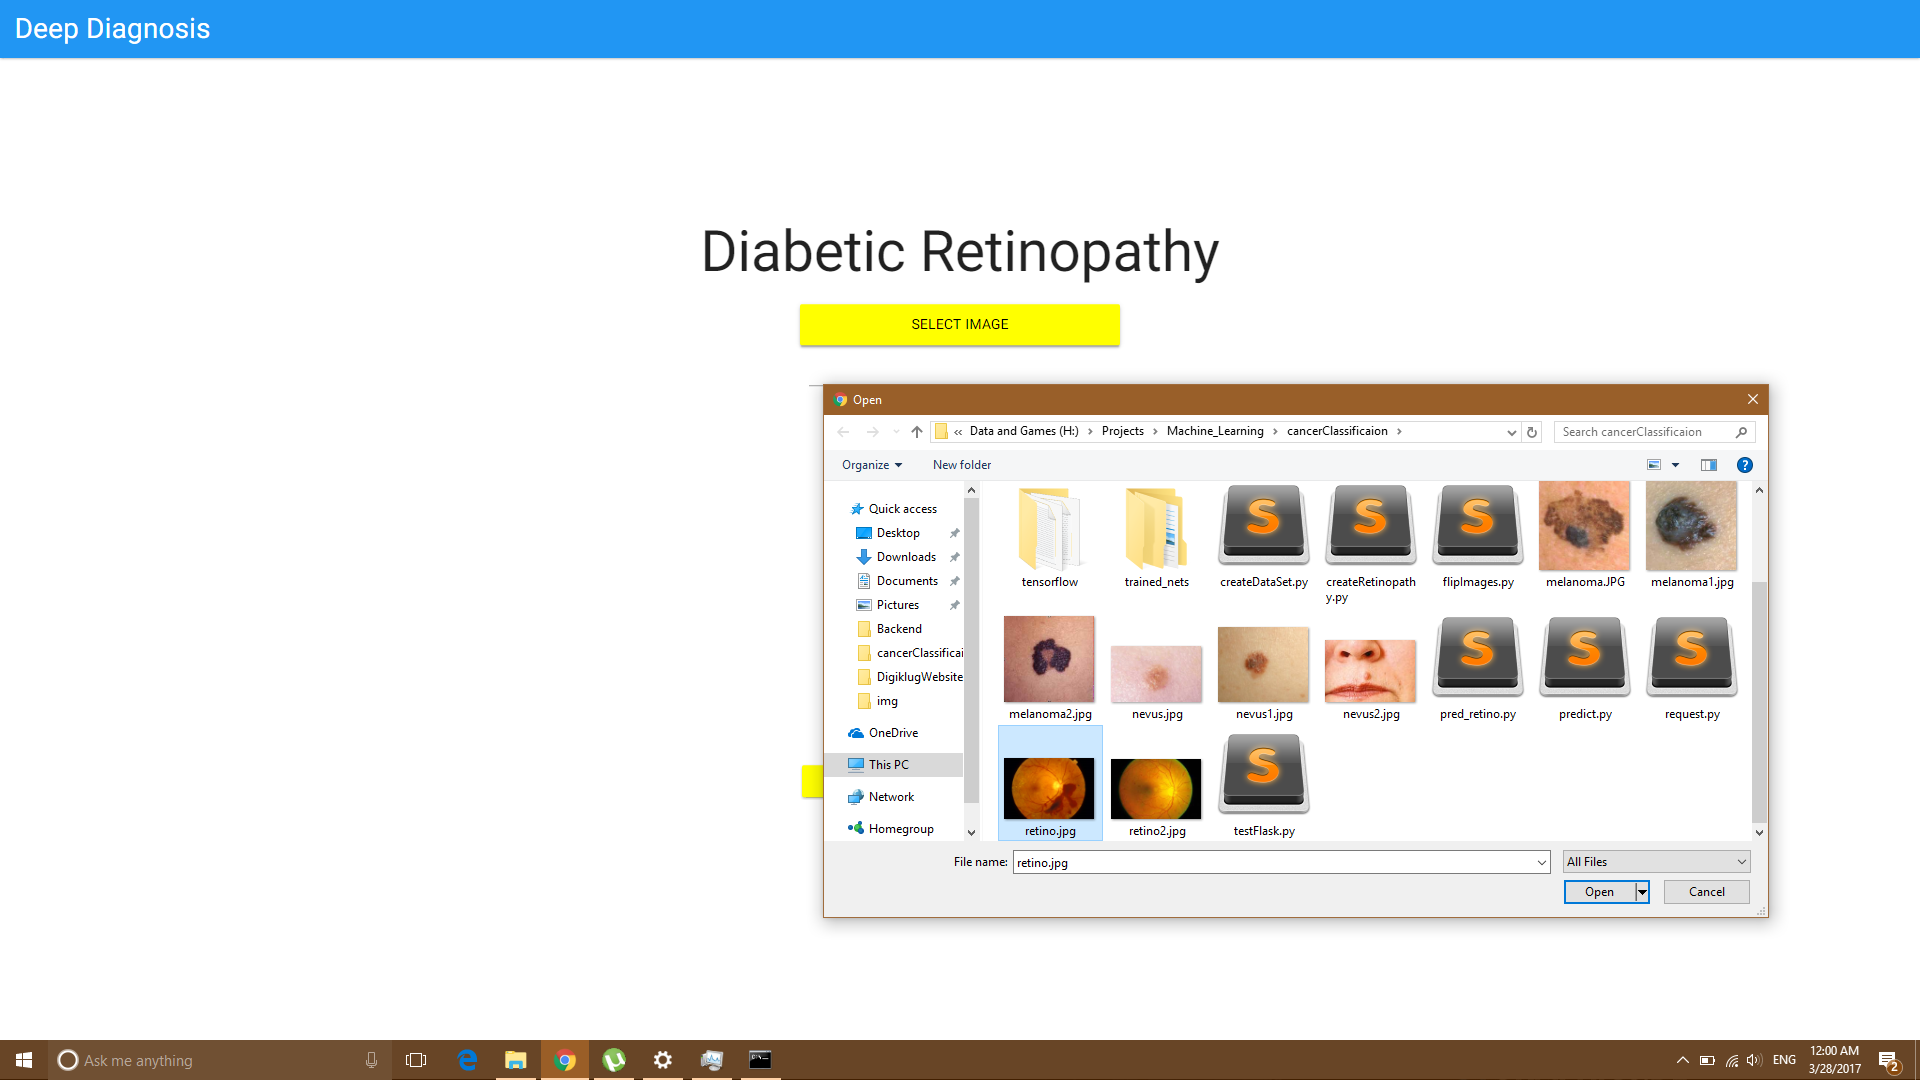 Deep Diagnosis
Diabetic Retinopathy
SELECT IMAGE
Open
« Data and Games (H:) › Projects › Machine_Learning › cancerClassificaion ›
Search cancerClassificaion
Organize
New folder
Quick access
Desktop
Downloads
Documents
Pictures
Backend
cancerClassificai
DigiklugWebsite
img
OneDrive
This PC
Network
Homegroup
tensorflow
trained_nets
createDataSet.py
createRetinopath
y.py
flipImages.py
melanoma.JPG
melanoma1.jpg
melanoma2.jpg
nevus.jpg
nevus1.jpg
nevus2.jpg
pred_retino.py
predict.py
request.py
retino.jpg
retino2.jpg
testFlask.py
File name:
retino.jpg
All Files
Open
Cancel
Ask me anything
ENG
12:00 AM
3/28/2017
2